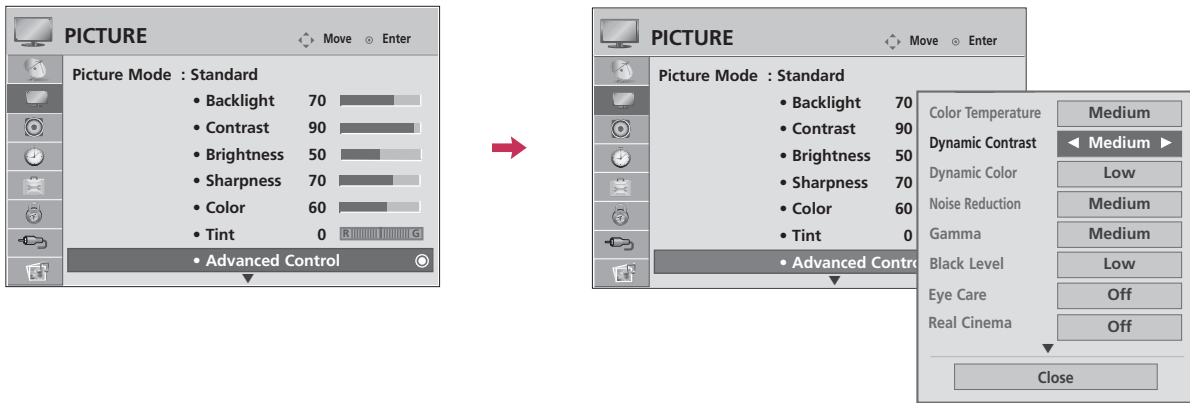 PICTURE
Move Enter
Picture Mode : Standard
• Backlight 70
• Contrast 90
• Brightness 50
• Sharpness 70
• Color 60
• Tint 0 R G
• Advanced Control
PICTURE
Move Enter
Picture Mode : Standard
• Backlight 70
• Contrast 90
• Brightness 50
• Sharpness 70
• Color 60
• Tint 0
• Advanced Contro
Color Temperature Medium
Dynamic Contrast ◀ Medium ▶
Dynamic Color Low
Noise Reduction Medium
Gamma Medium
Black Level Low
Eye Care Off
Real Cinema Off
Close